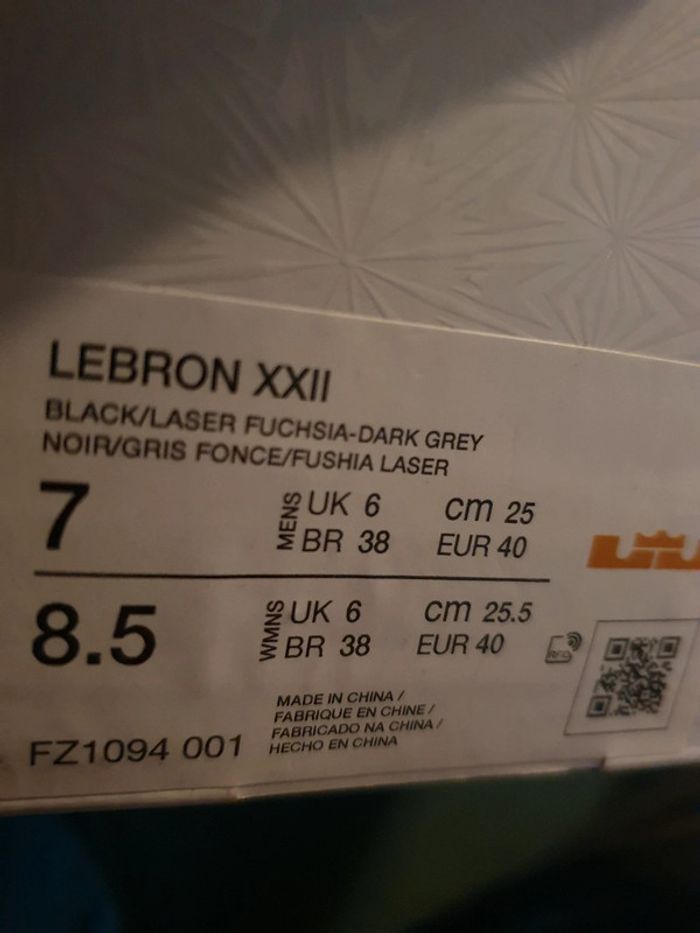 LEBRON XXII
BLACK/LASER FUCHSIA-DARK GREY
NOIR/GRIS FONCE/FUSHIA LASER
7 MENS UK 6 cm 25
BR 38 EUR 40
8.5 WMNS UK 6 cm 25.5
BR 38 EUR 40
RFID
MADE IN CHINA /
FABRIQUE EN CHINE /
FABRICADO NA CHINA /
HECHO EN CHINA
FZ1094 001